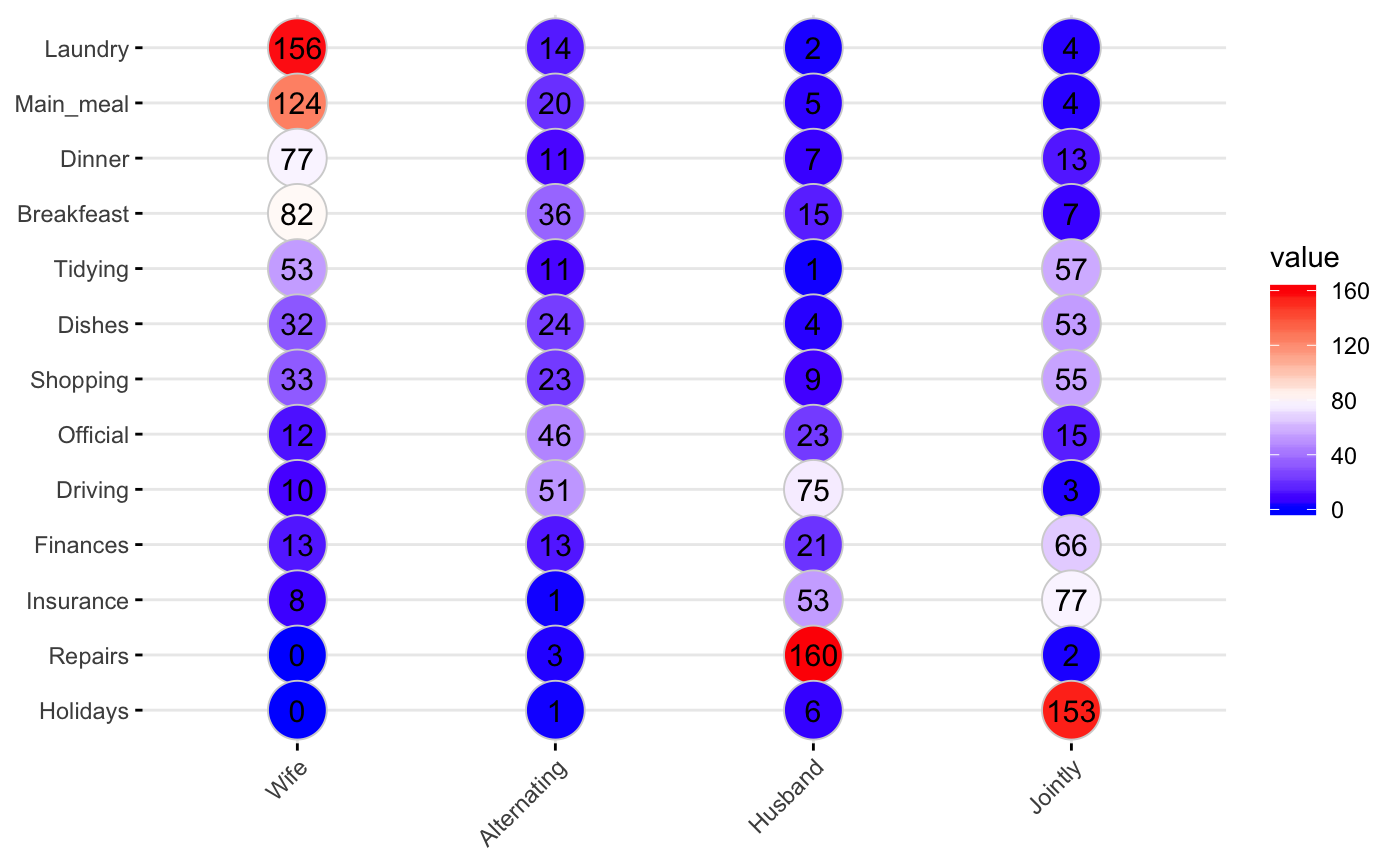 Laundry 156 14 2 4
Main_meal 124 20 5 4
Dinner 77 11 7 13
Breakfeast 82 36 15 7
Tidying 53 11 1 57
Dishes 32 24 4 53
Shopping 33 23 9 55
Official 12 46 23 15
Driving 10 51 75 3
Finances 13 13 21 66
Insurance 8 1 53 77
Repairs 0 3 160 2
Holidays 0 1 6 153
Wife Alternating Husband Jointly
value
160
120
80
40
0